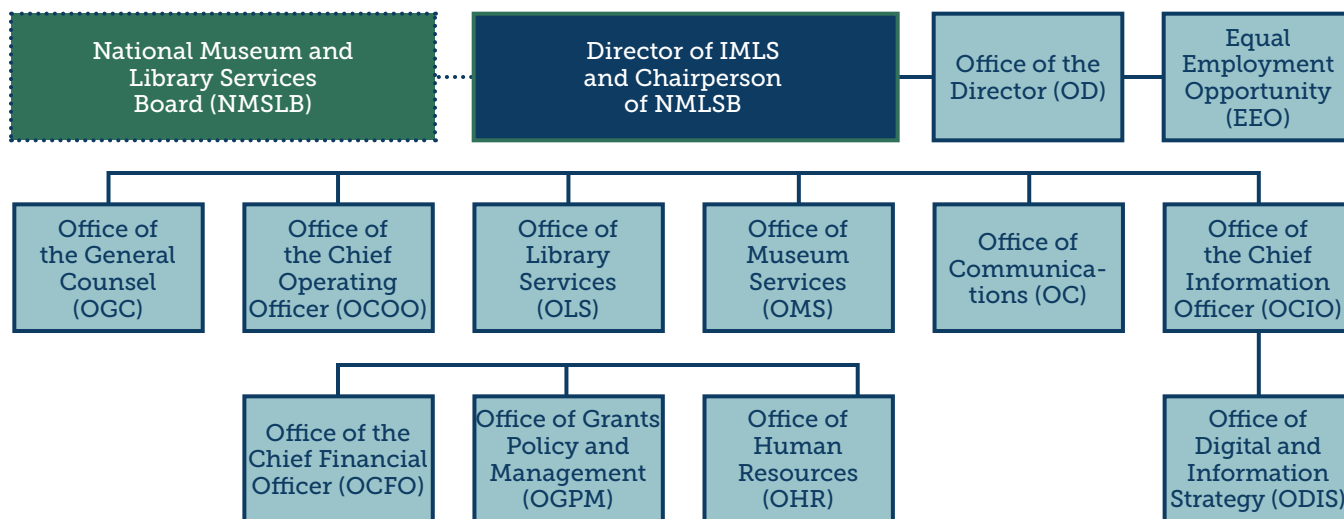 National Museum and
Library Services
Board (NMSLB)
Director of IMLS
and Chairperson
of NMLSB
Office of the
Director (OD)
Equal
Employment
Opportunity
(EEO)
Office of
the General
Counsel
(OGC)
Office of
the Chief
Operating
Officer (OCOO)
Office of
Library
Services
(OLS)
Office of
Museum
Services
(OMS)
Office of
Communica-
tions (OC)
Office of
the Chief
Information
Officer (OCIO)
Office of the
Chief Financial
Officer (OCFO)
Office of Grants
Policy and
Management
(OGPM)
Office of
Human
Resources
(OHR)
Office of
Digital and
Information
Strategy (ODIS)